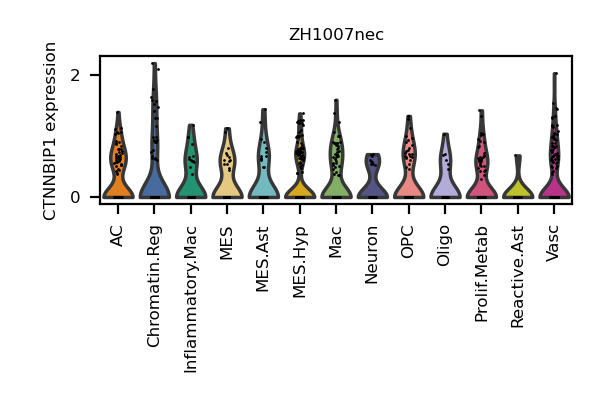 ZH1007nec
CTNNBIP1 expression
2
0
AC
Chromatin.Reg
Inflammatory.Mac
MES
MES.Ast
MES.Hyp
Mac
Neuron
OPC
Oligo
Prolif.Metab
Reactive.Ast
Vasc